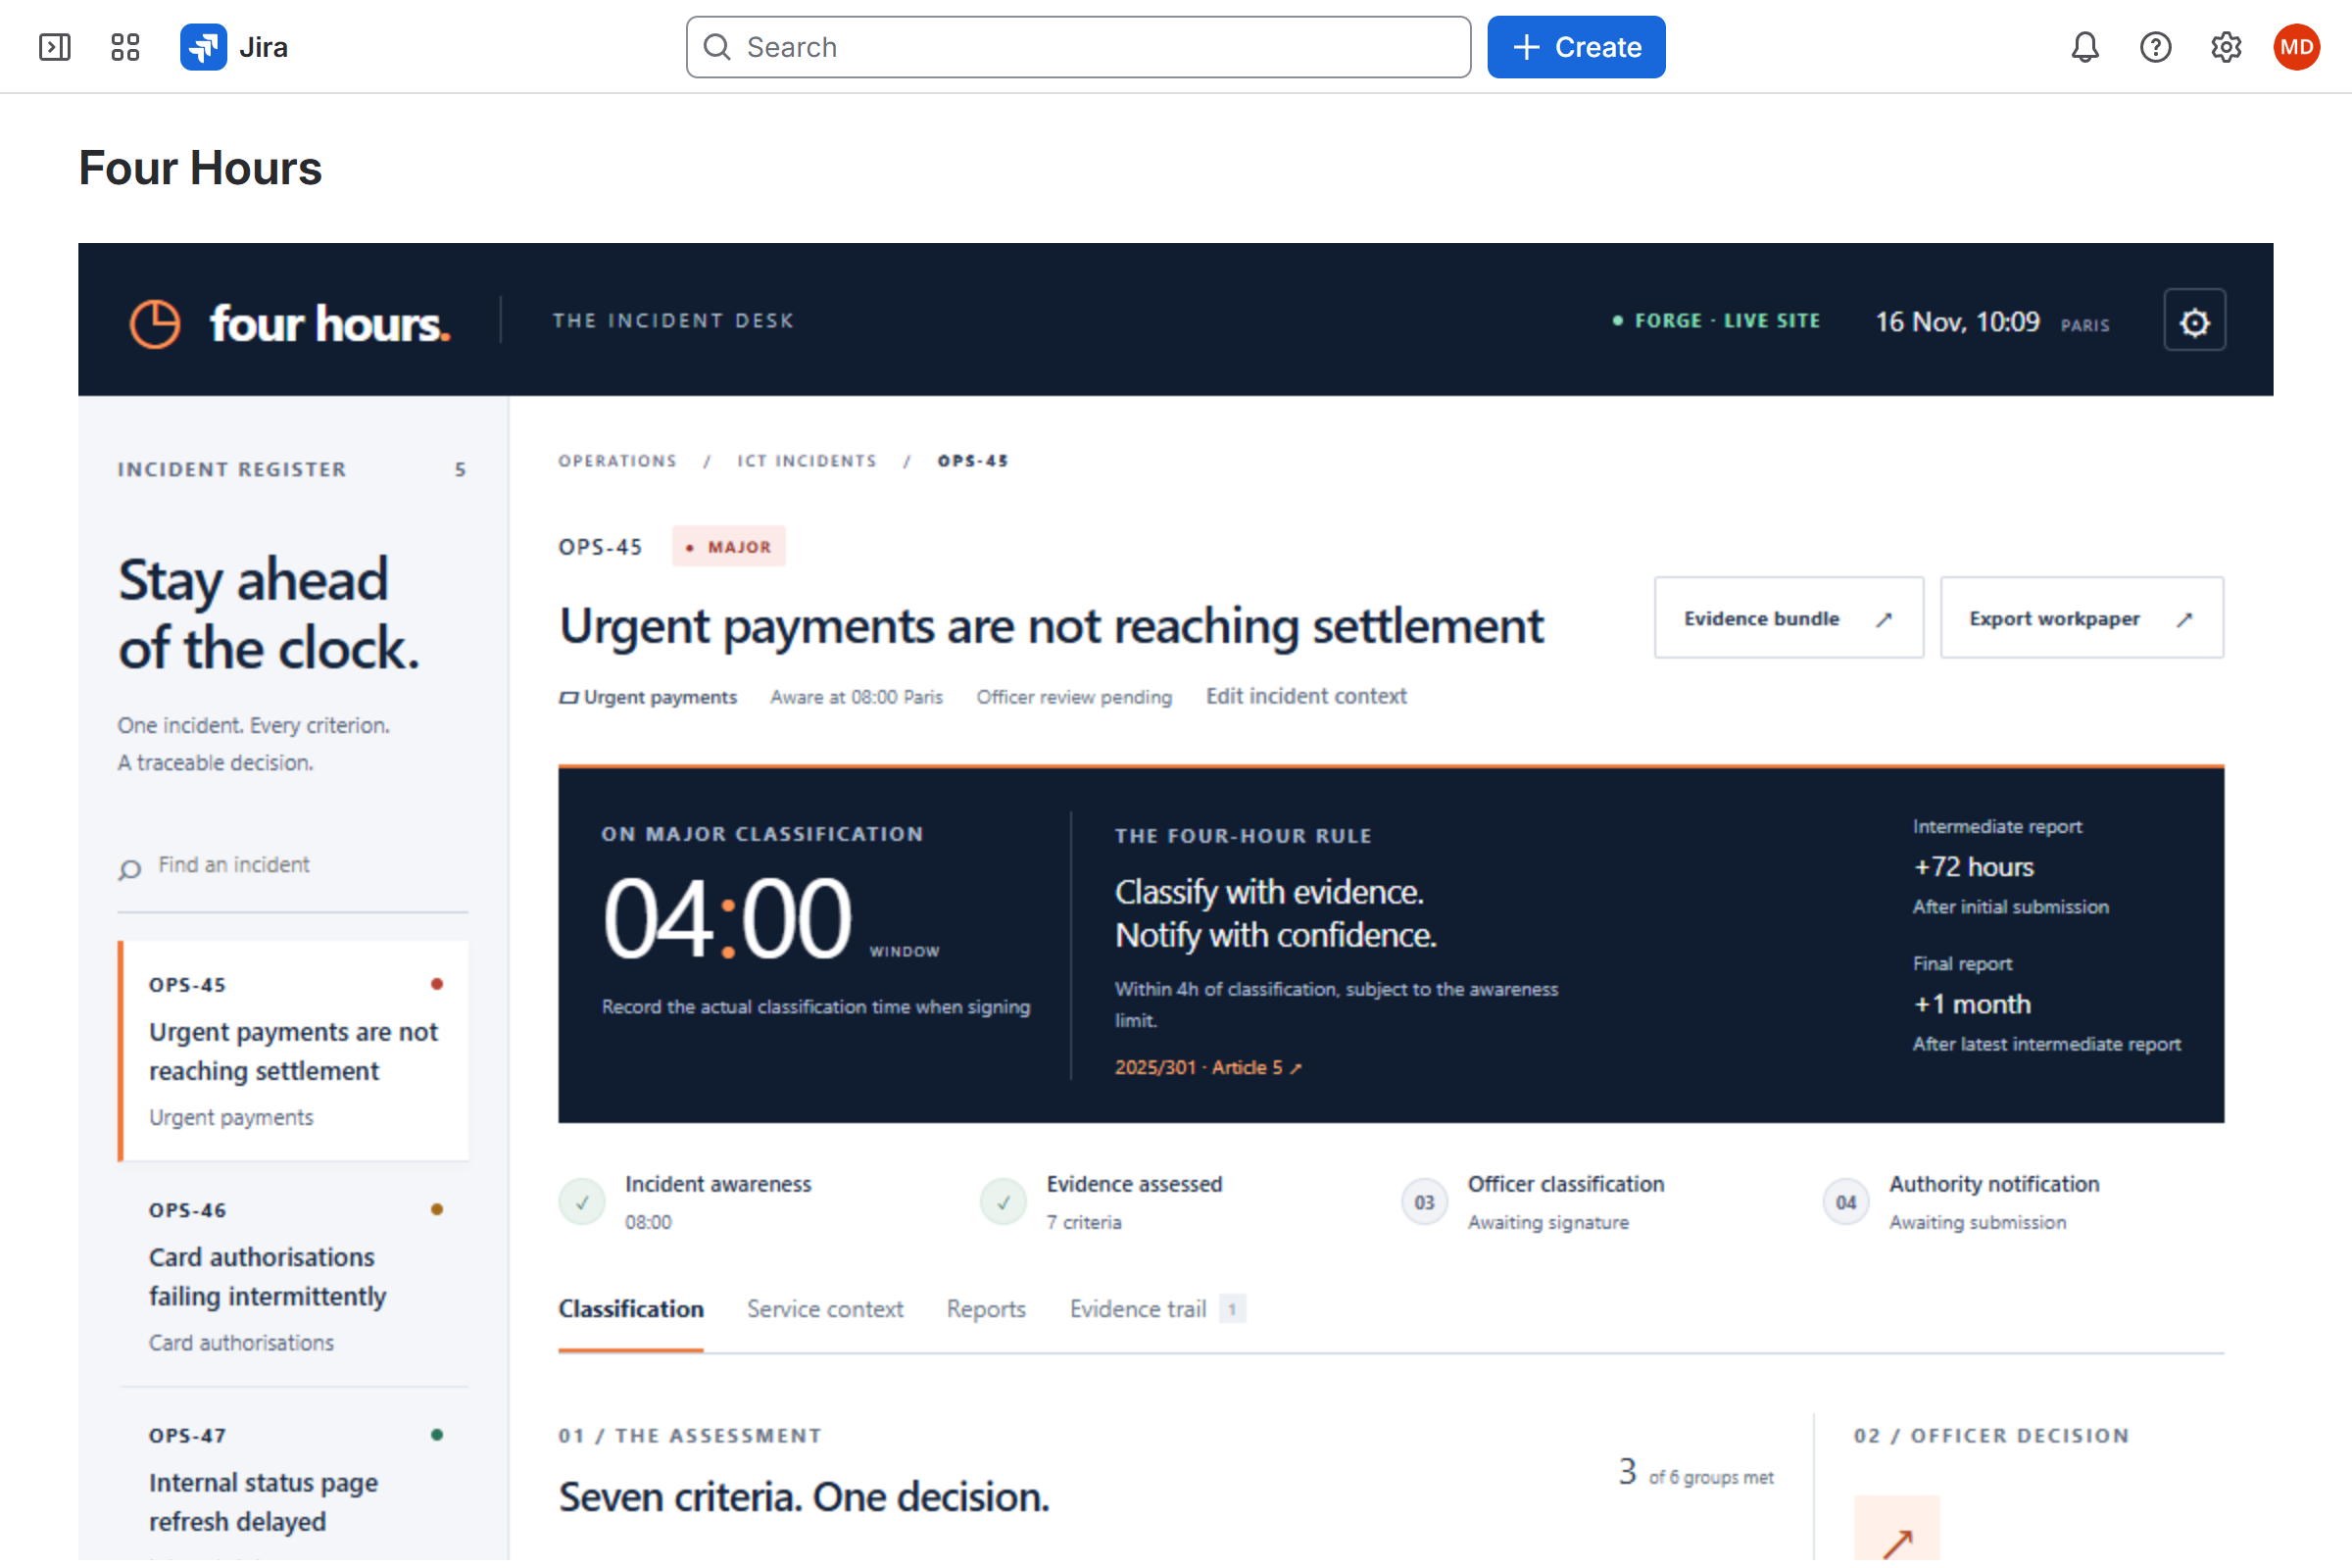 Jira
Search
Create
MD
Four Hours
four hours.
THE INCIDENT DESK
FORGE · LIVE SITE
16 Nov, 10:09 PARIS
INCIDENT REGISTER 5
Stay ahead
of the clock.
One incident. Every criterion.
A traceable decision.
Find an incident
OPS-45
Urgent payments are not
reaching settlement
Urgent payments
OPS-46
Card authorisations
failing intermittently
Card authorisations
OPS-47
Internal status page
refresh delayed
OPERATIONS / ICT INCIDENTS / OPS-45
OPS-45 • MAJOR
Urgent payments are not reaching settlement
Evidence bundle ↗
Export workpaper ↗
Urgent payments Aware at 08:00 Paris Officer review pending Edit incident context
ON MAJOR CLASSIFICATION
04:00 WINDOW
Record the actual classification time when signing
THE FOUR-HOUR RULE
Classify with evidence.
Notify with confidence.
Within 4h of classification, subject to the awareness
limit.
2025/301 · Article 5 ↗
Intermediate report
+72 hours
After initial submission
Final report
+1 month
After latest intermediate report
✓ Incident awareness
08:00
✓ Evidence assessed
7 criteria
03 Officer classification
Awaiting signature
04 Authority notification
Awaiting submission
Classification Service context Reports Evidence trail 1
01 / THE ASSESSMENT
Seven criteria. One decision.
3 of 6 groups met
02 / OFFICER DECISION
↗